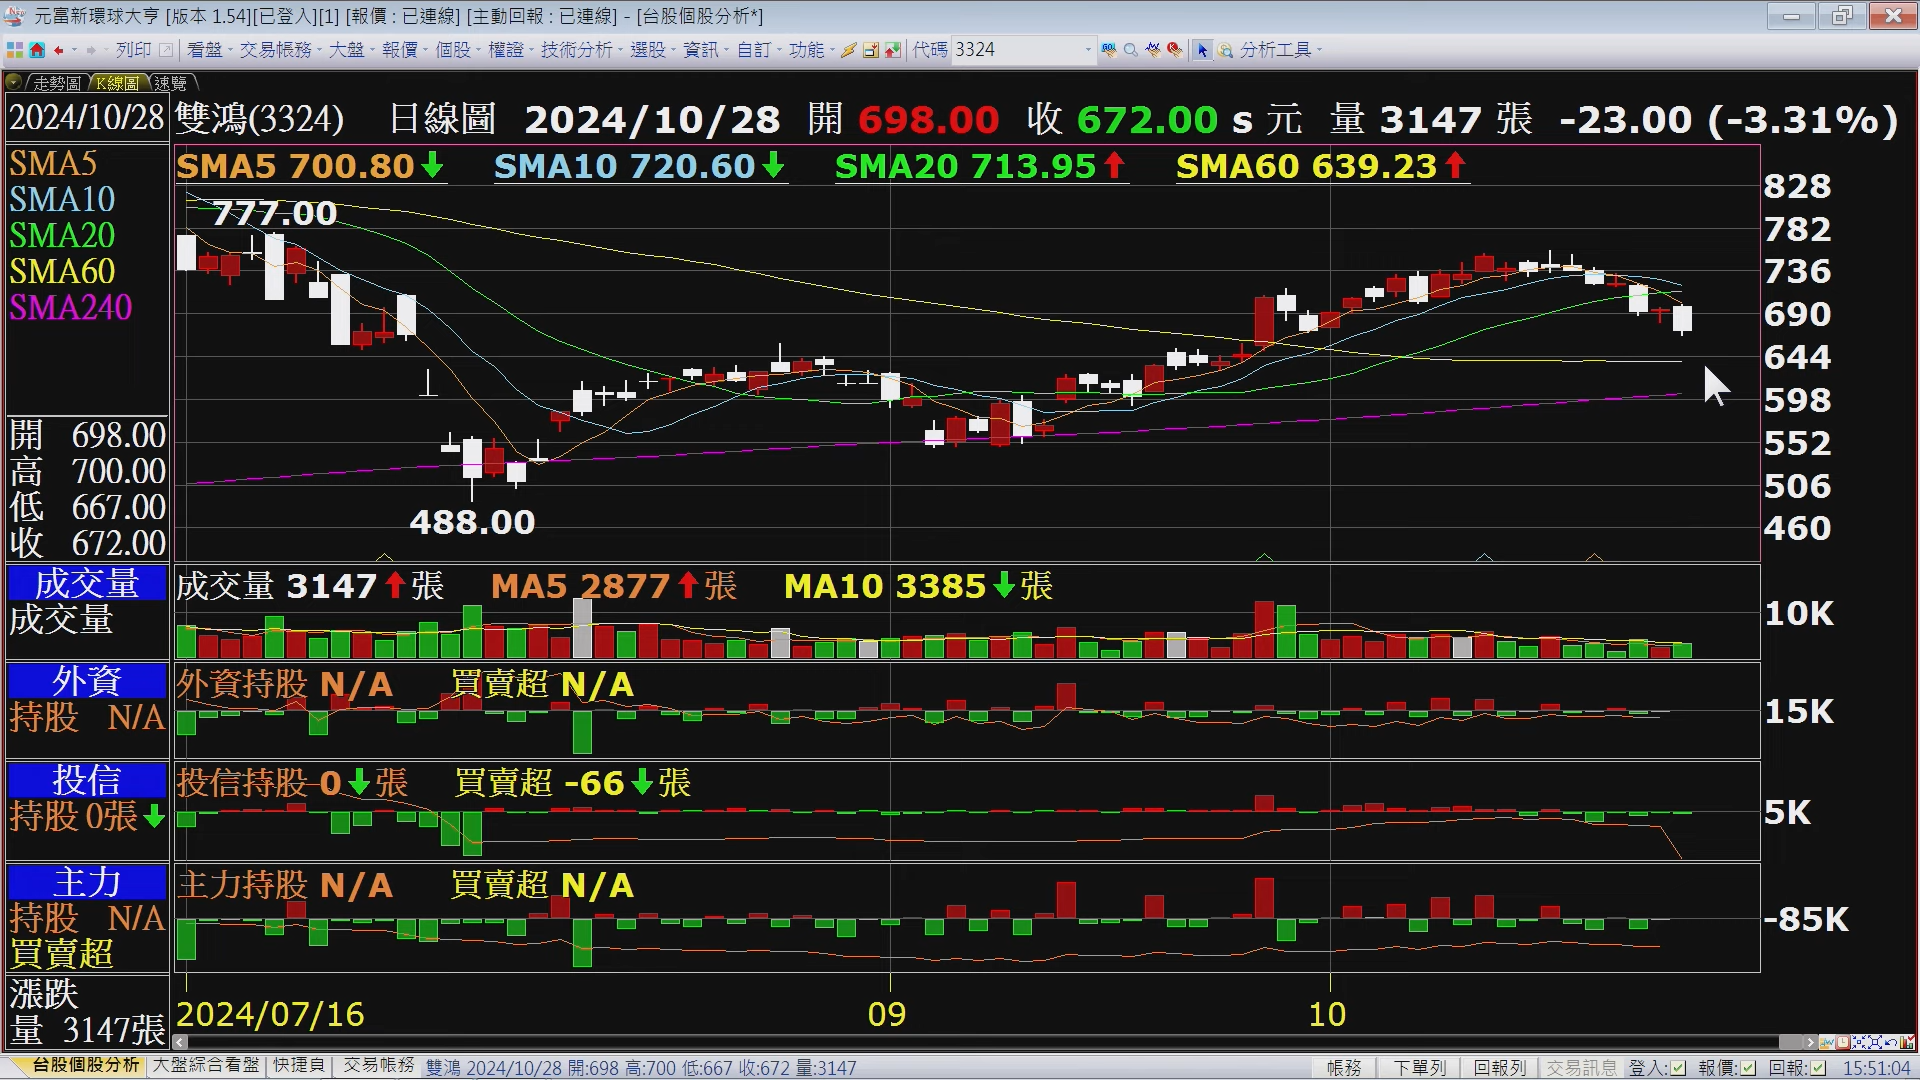 元富新環球大亨 [版本 1.54][已登入][1] [報價 : 已連線] [主動回報 : 已連線] - [台股個股分析*]
列印 看盤 交易帳務 大盤 報價 個股 權證 技術分析 選股 資訊 自訂 功能 代碼 3324 分析工具
走勢圖 K線圖 速覽
2024/10/28 雙鴻(3324) 日線圖 2024/10/28 開 698.00 收 672.00 s 元 量 3147 張 -23.00 (-3.31%)
SMA5 700.80 SMA10 720.60 SMA20 713.95 SMA60 639.23
SMA5
SMA10
SMA20
SMA60
SMA240
777.00
488.00
828
782
736
690
644
598
552
506
460
開 698.00
高 700.00
低 667.00
收 672.00
成交量
成交量
成交量 3147 張 MA5 2877 張 MA10 3385 張
10K
外資
持股 N/A
外資持股 N/A 買賣超 N/A
15K
投信
持股 0張
投信持股 0 張 買賣超 -66 張
5K
主力
持股 N/A
買賣超
主力持股 N/A 買賣超 N/A
-85K
漲跌
量 3147張
2024/07/16 09 10
台股個股分析 大盤綜合看盤 快捷頁 交易帳務 雙鴻 2024/10/28 開:698 高:700 低:667 收:672 量:3147 帳務 下單列 回報列 交易訊息 登入: 報價: 回報: 15:51:04